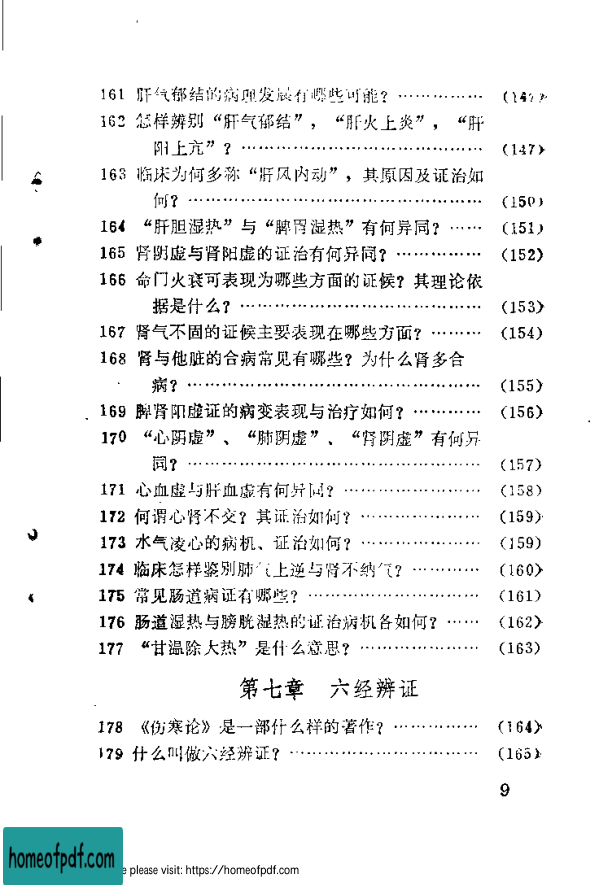 161 肝气郁结的病理发展有哪些可能? …………… (147)
162 怎样辨别“肝气郁结”，“肝火上炎”，“肝
阳上亢”? …………………………………… (147)
163 临床为何多称“肝风内动”，其原因及证治如
何? …………………………………………… (150)
164 “肝胆湿热”与“脾胃湿热”有何异同? …… (151)
165 肾阴虚与肾阳虚的证治有何异同? …………… (152)
166 命门火衰可表现为哪些方面的证候? 其理论依
据是什么? …………………………………… (153)
167 肾气不固的证候主要表现在哪些方面? ……… (154)
168 肾与他脏的合病常见有哪些? 为什么肾多合
病? …………………………………………… (155)
169 脾肾阳虚证的病变表现与治疗如何? ………… (156)
170 “心阴虚”、“肺阴虚”、“肾阴虚”有何异
同? …………………………………………… (157)
171 心血虚与肝血虚有何异同? …………………… (158)
172 何谓心肾不交? 其证治如何? ………………… (159)
173 水气凌心的病机、证治如何? ………………… (159)
174 临床怎样鉴别肺气上逆与肾不纳气? ………… (160)
175 常见肠道病证有哪些? ………………………… (161)
176 肠道湿热与膀胱湿热的证治病机各如何? …… (162)
177 “甘温除大热”是什么意思? ………………… (163)
第七章 六经辨证
178 《伤寒论》是一部什么样的著作? …………… (164)
179 什么叫做六经辨证? …………………………… (165)
9
homeofpdf.com
e please visit: https://homeofpdf.com